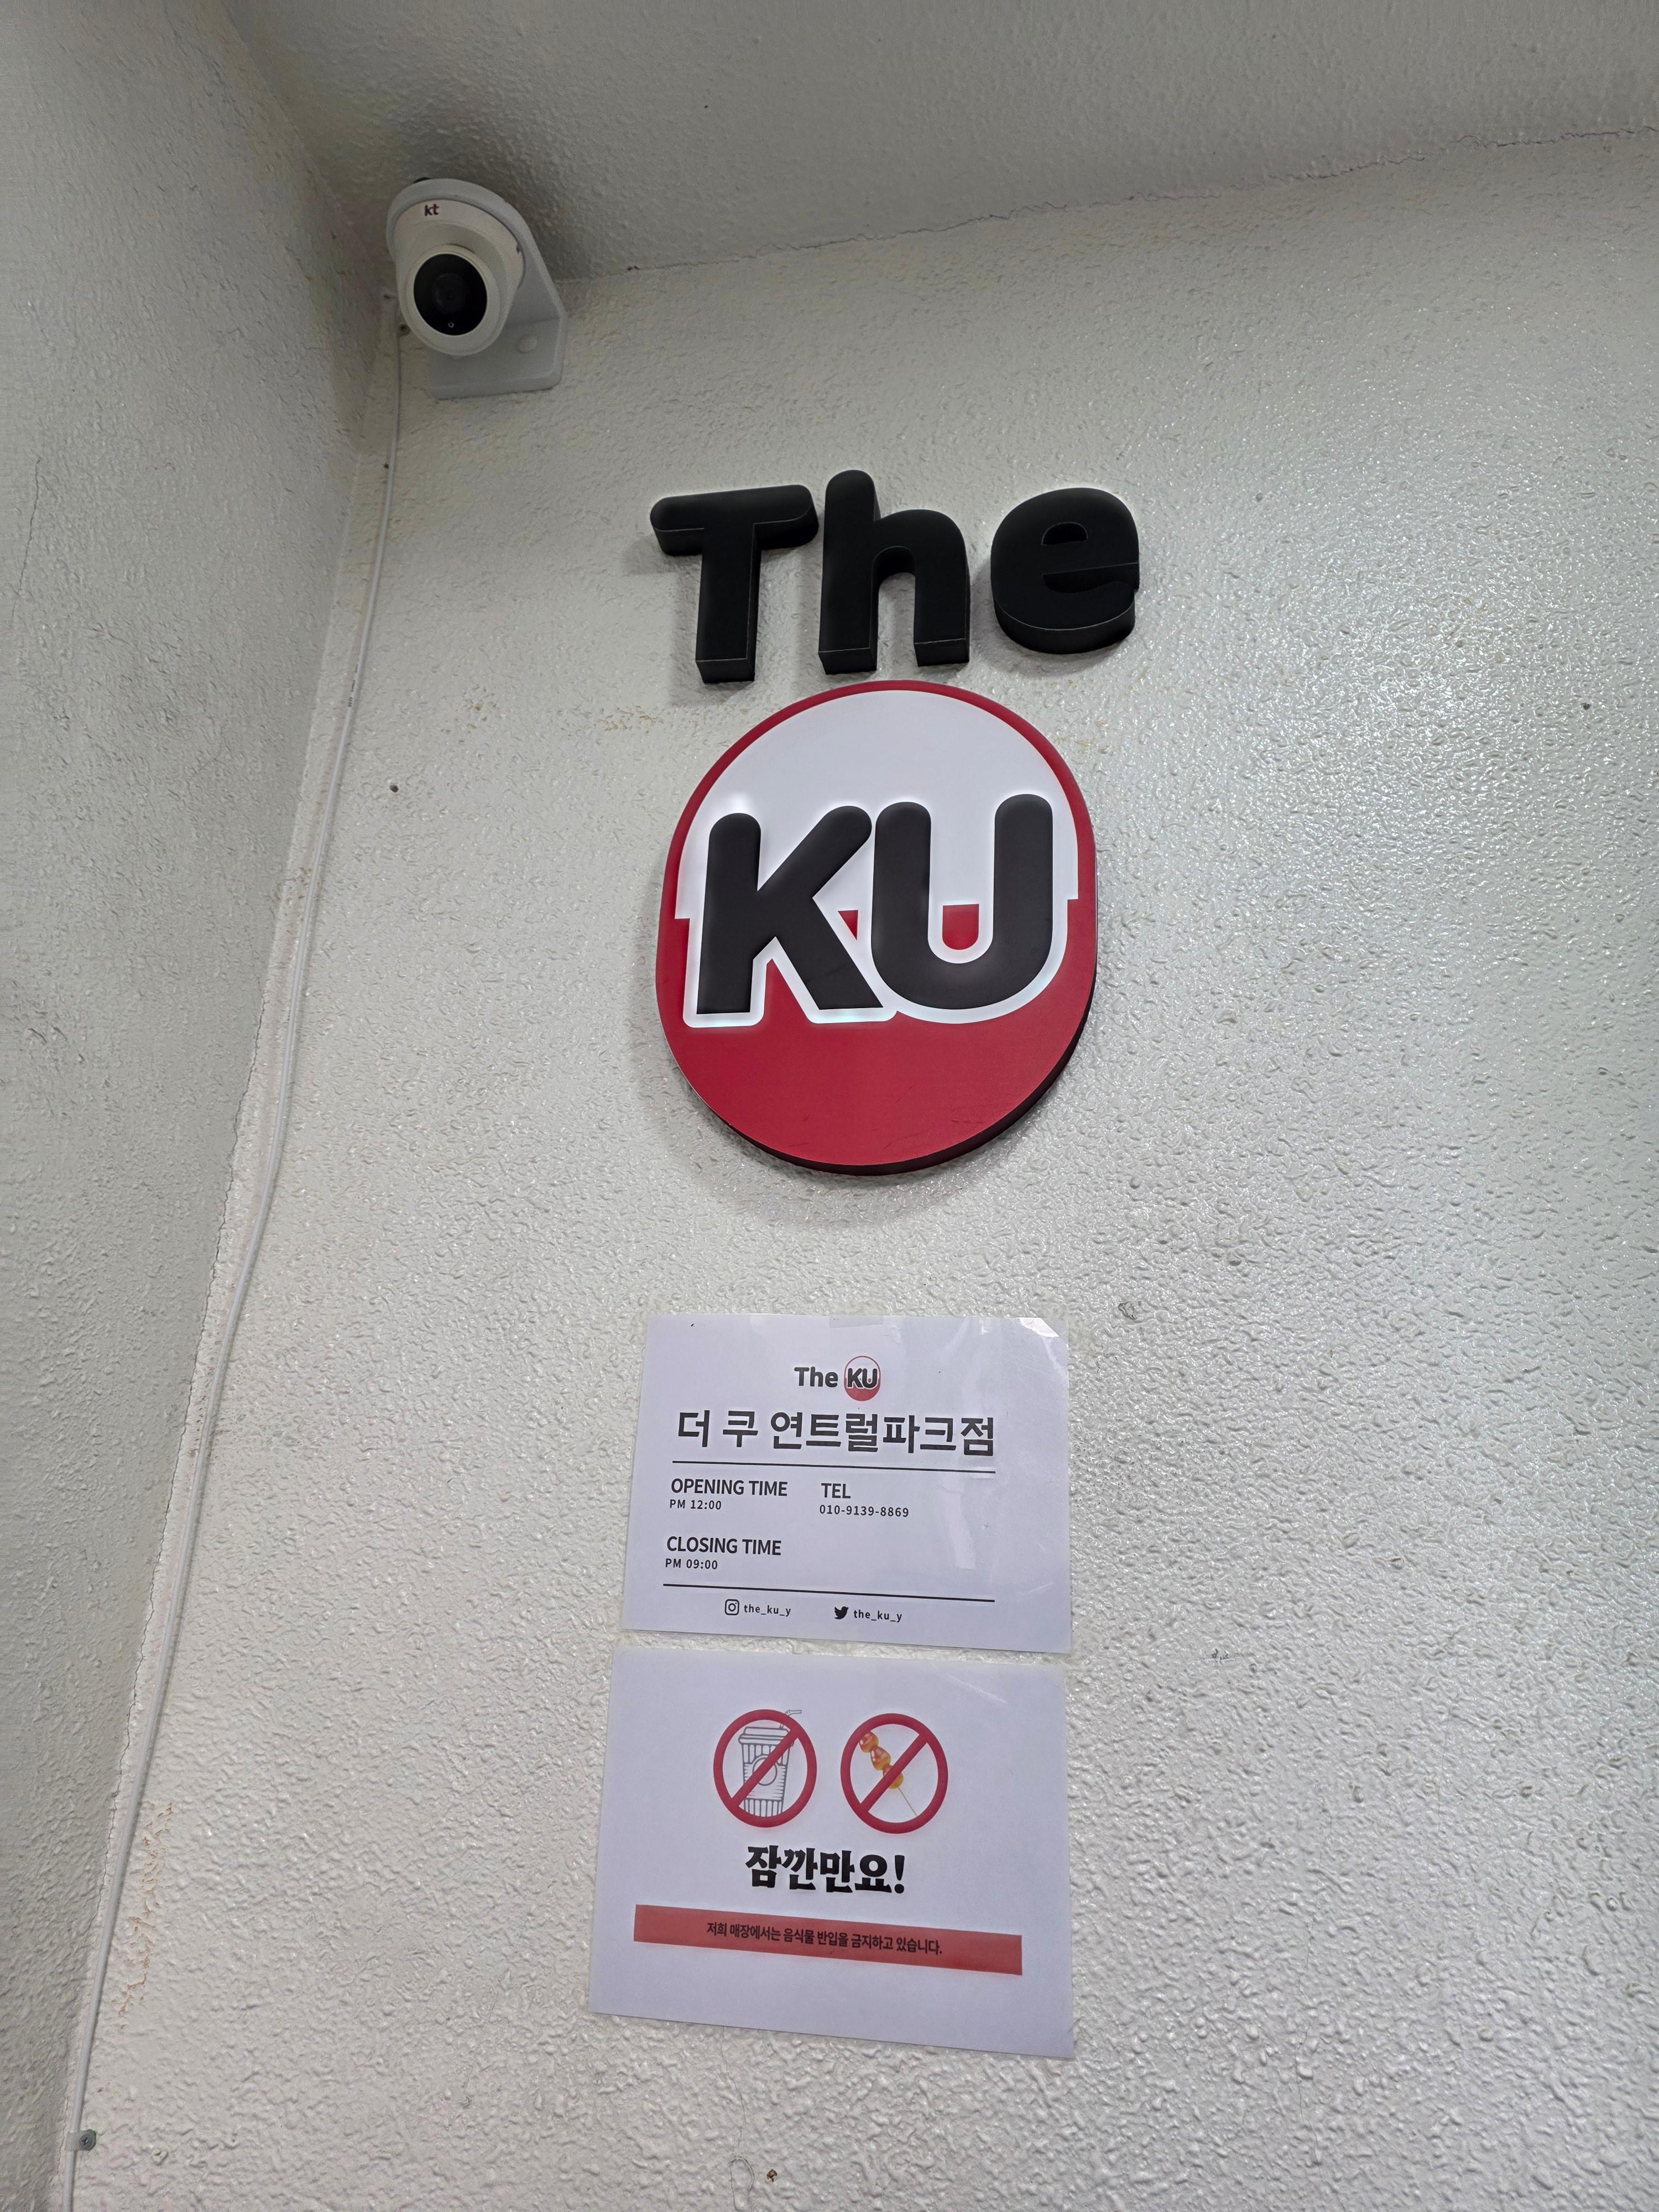 kt
The
KU
The KU
더 쿠 연트럴파크점
OPENING TIME
PM 12:00
TEL
010-9139-8869
CLOSING TIME
PM 09:00
the_ku_y
the_ku_y
잠깐만요!
저희 매장에서는 음식물 반입을 금지하고 있습니다.